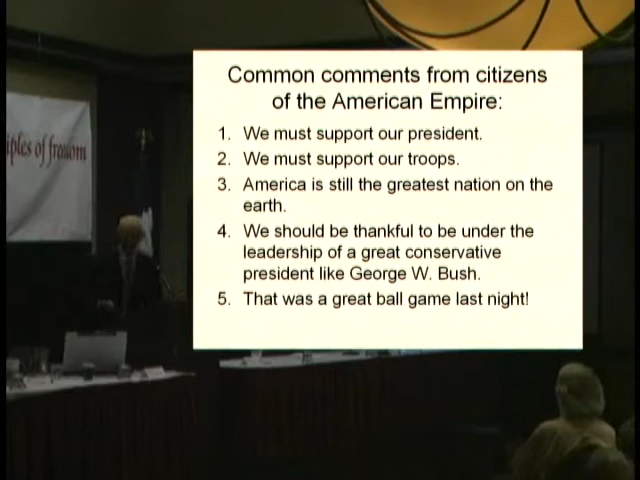 Common comments from citizens
of the American Empire:
1. We must support our president.
2. We must support our troops.
3. America is still the greatest nation on the
earth.
4. We should be thankful to be under the
leadership of a great conservative
president like George W. Bush.
5. That was a great ball game last night!
iples of